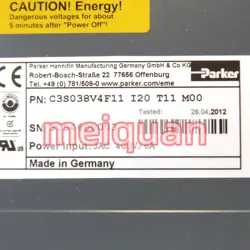 CAUTION! Energy!
Dangerous voltages for about
5 minutes after "Power Off"!
Parker Hannifin Manufacturing Germany GmbH & Co KG
Robert-Bosch-Straße 22 77656 Offenburg
Tel. +49 (0) 781/509-0 www.parker.com/eme
Parker
PN: C3S038V4F11 I20 T11 M00
Tested: 26.04.2012
SN
meiquan
Power Input: 3AC
Made in Germany